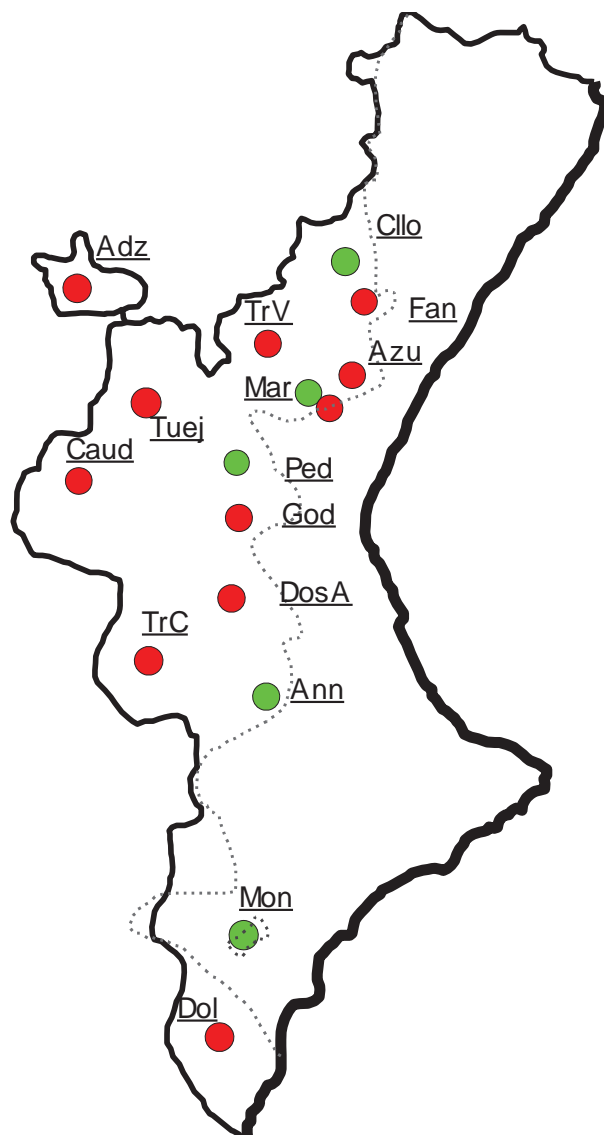 Cllo
Adz
Fan
TrV
Azu
Mar
Tuej
Caud
Ped
God
DosA
TrC
Ann
Mon
Dol